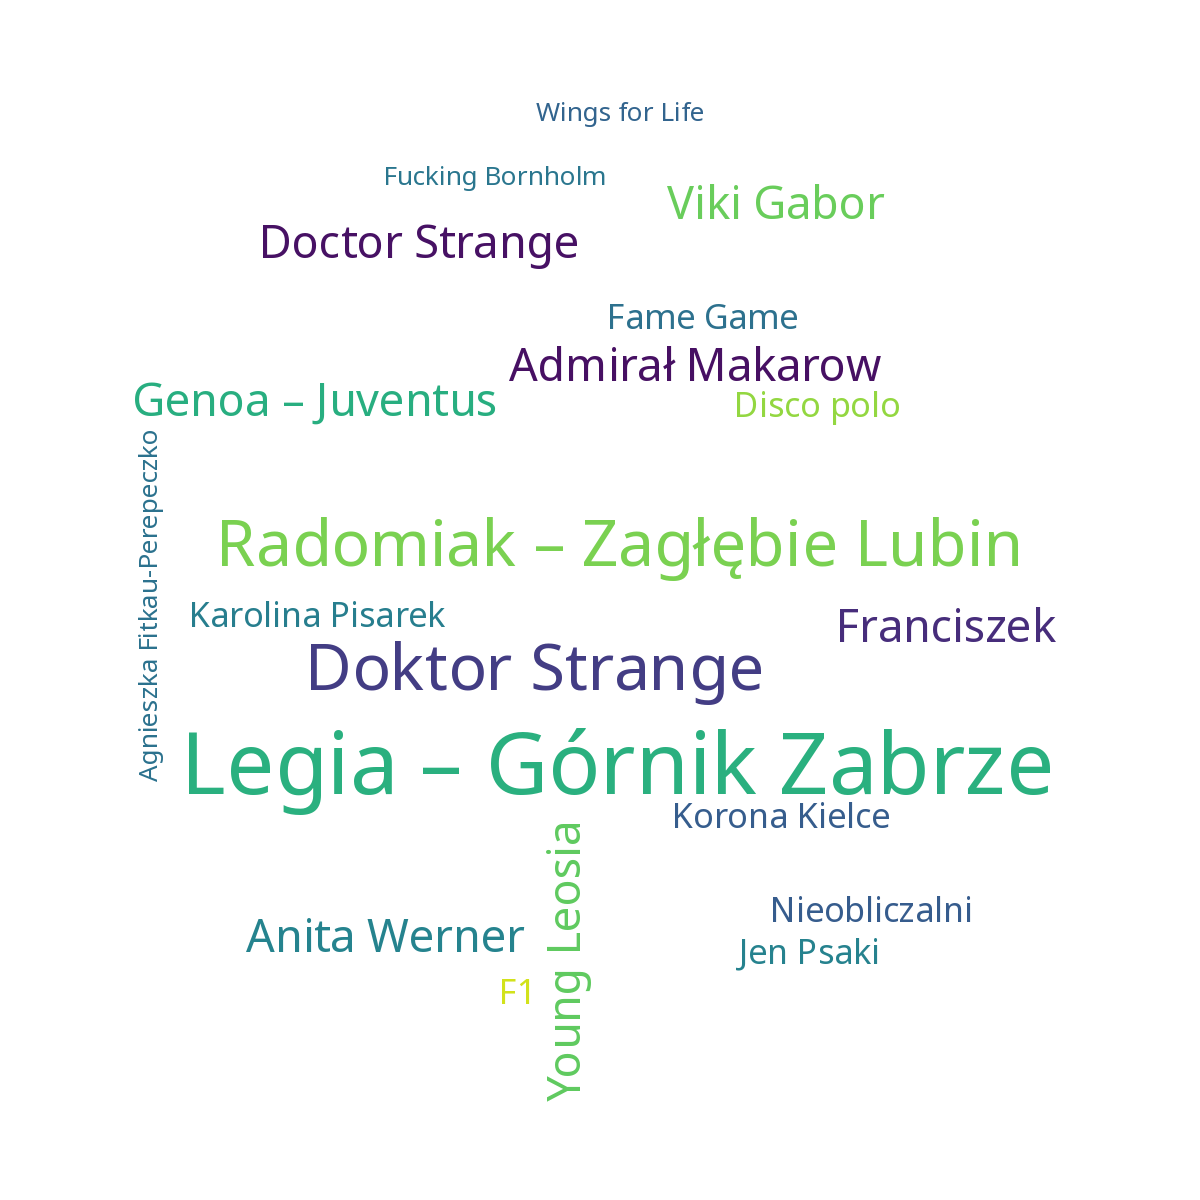 Wings for Life
Fucking Bornholm
Viki Gabor
Doctor Strange
Fame Game
Admirał Makarow
Genoa – Juventus
Disco polo
Agnieszka Fitkau-Perepeczko
Radomiak – Zagłębie Lubin
Karolina Pisarek
Franciszek
Doktor Strange
Legia – Górnik Zabrze
Korona Kielce
Young Leosia
Nieobliczalni
Anita Werner
Jen Psaki
F1